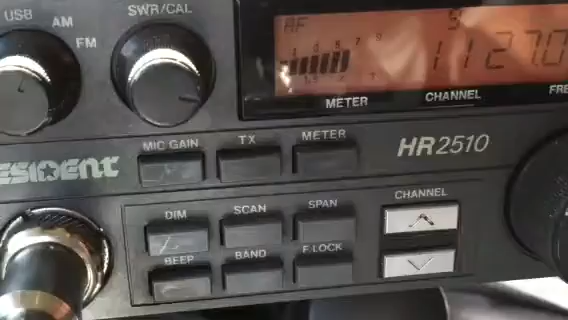 USB AM FM SWR/CAL
RF
METER CHANNEL FRE
MIC GAIN TX METER
HR2510
ESIDENT
CHANNEL
DIM SCAN SPAN
BEEP BAND F.LOCK